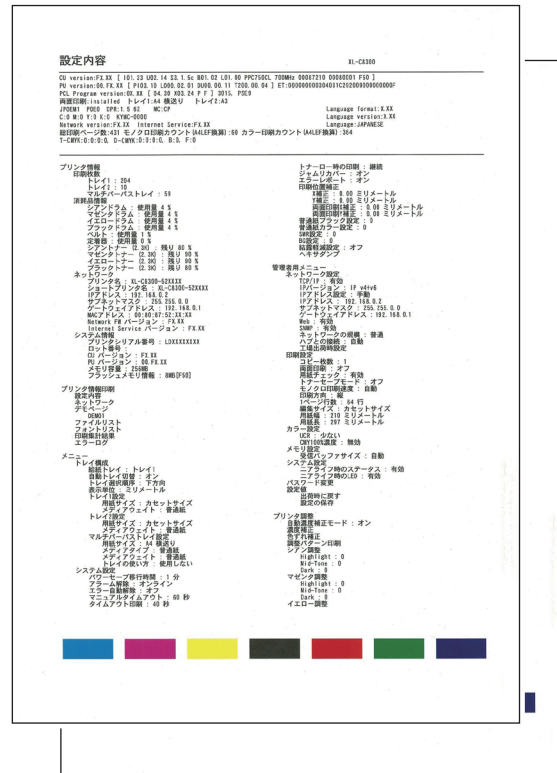 設定内容
XL-C8300
CU version:FX.XX [ I01.23 U02.14 S3.1.5c B01.02 L01.00 PPC750CL 700MHz 00087210 00080001 F50 ]
PU version:00.FX.XX [ P103.10 L000.02.01 DU00.00.11 T200.00.04 ]
PCL Program version:0X.XX [ 04.30 X03.24 P F ] 3015, PSE0
両面印刷:installed トレイ1:A4 横送り トレイ2:A3
JPOEM1 POE0 DPR:1.5 62 MC:CP
Language format:X.XX
C:0 M:0 Y:0 K:0 KYMC-0000
Language version:X.XX
Network version:FX.XX Internet Service:FX.XX
Language:JAPANESE
総印刷ページ数:431 モノクロ印刷カウント(A4LEF換算):60 カラー印刷カウント(A4LEF換算):364
T-CMYK:0:0:0:0, D-CMYK:0:0:0:0, B:0, F:0
プリンタ情報
印刷枚数
トレイ1 : 204
トレイ2 : 10
マルチパーパストレイ : 59
消耗品情報
シアンドラム : 使用量 4 %
マゼンタドラム : 使用量 4 %
イエロードラム : 使用量 4 %
ブラックドラム : 使用量 4 %
ベルト : 使用量 1 %
定着器 : 使用量 0 %
シアントナー (2.3K) : 残り 80 %
マゼンタトナー (2.3K) : 残り 90 %
イエロートナー (2.3K) : 残り 90 %
ブラックトナー (2.3K) : 残り 80 %
ネットワーク
プリンタ名 : XL-C8300-52XXXX
ショートプリンタ名 : XL-C8300-52XXXX
IPアドレス : 192.168.0.2
サブネットマスク : 255.255.0.0
ゲートウェイアドレス : 192.168.0.1
MACアドレス : 00:80:87:52:XX:XX
Network FW バージョン : FX.XX
Internet Service バージョン : FX.XX
システム情報
プリンタシリアル番号 : LXXXXXXXXX
ロット番号 :
CU バージョン : FX.XX
PU バージョン : 00.FX.XX
メモリ容量 : 256MB
フラッシュメモリ情報 : 8MB[F50]
プリンタ情報印刷
設定内容
ネットワーク
デモページ
DEMO1
ファイルリスト
フォントリスト
印刷集計結果
エラーログ
メニュー
トレイ構成
給紙トレイ : トレイ1
自動トレイ切替 : オン
トレイ選択順序 : 下方向
表示単位 : ミリメートル
トレイ1設定
用紙サイズ : カセットサイズ
メディアウェイト : 普通紙
トレイ2設定
用紙サイズ : カセットサイズ
メディアウェイト : 普通紙
マルチパーパストレイ設定
用紙サイズ : A4 横送り
メディアタイプ : 普通紙
メディアウェイト : 普通紙
トレイの使い方 : 使用しない
システム設定
パワーセーブ移行時間 : 1 分
アラーム解除 : オンライン
エラー自動解除 : オフ
マニュアルタイムアウト : 60 秒
タイムアウト印刷 : 40 秒
トナーロー時の印刷 : 継続
ジャムリカバー : オン
エラーレポート : オン
印刷位置補正
X補正 : 0.00 ミリメートル
Y補正 : 0.00 ミリメートル
両面印刷X補正 : 0.00 ミリメートル
両面印刷Y補正 : 0.00 ミリメートル
普通紙ブラック設定 : 0
普通紙カラー設定 : 0
SMR設定 : 0
BG設定 : 0
結露軽減設定 : オフ
ヘキサダンプ
管理者用メニュー
ネットワーク設定
TCP/IP : 有効
IPバージョン : IP v4+v6
IPアドレス設定 : 手動
IPアドレス : 192.168.0.2
サブネットマスク : 255.255.0.0
ゲートウェイアドレス : 192.168.0.1
Web : 有効
SNMP : 有効
ネットワークの規模 : 普通
ハブとの接続 : 自動
工場出荷時設定
印刷設定
コピー枚数 : 1
両面印刷 : オフ
用紙チェック : 有効
トナーセーブモード : オフ
モノクロ印刷速度 : 自動
印刷方向 : 縦
1ページ行数 : 64 行
編集サイズ : カセットサイズ
用紙幅 : 210 ミリメートル
用紙長 : 297 ミリメートル
カラー設定
UCR : 少ない
CMY100%濃度 : 無効
メモリ設定
受信バッファサイズ : 自動
システム設定
ニアライフ時のステータス : 有効
ニアライフ時のLED : 有効
パスワード変更
設定値
出荷時に戻す
設定の保存
プリンタ調整
自動濃度補正モード : オン
濃度補正
色ずれ補正
調整パターン印刷
シアン調整
Highlight : 0
Mid-Tone : 0
Dark : 0
マゼンタ調整
Highlight : 0
Mid-Tone : 0
Dark : 0
イエロー調整